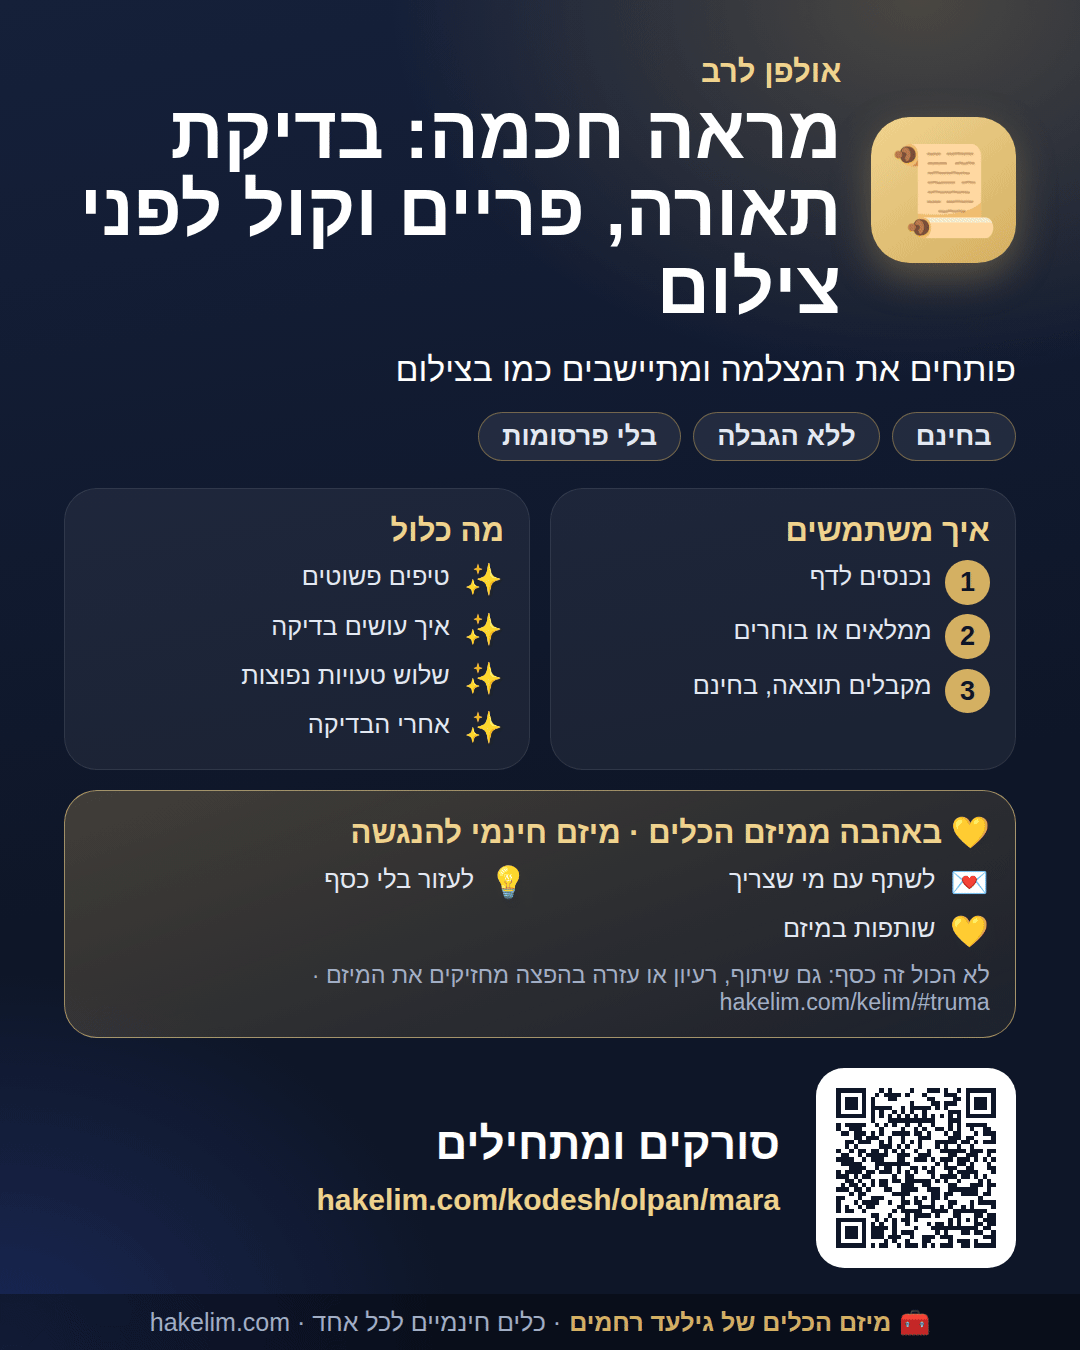 אולפן לרב
מראה חכמה: בדיקת
תאורה, פריים וקול לפני
צילום
פותחים את המצלמה ומתיישבים כמו בצילום
בחינם
ללא הגבלה
בלי פרסומות
איך משתמשים
1 נכנסים לדף
2 ממלאים או בוחרים
3 מקבלים תוצאה, בחינם
מה כלול
✨ טיפים פשוטים
✨ איך עושים בדיקה
✨ שלוש טעויות נפוצות
✨ אחרי הבדיקה
💛 באהבה ממיזם הכלים · מיזם חינמי להנגשה
💌 לשתף עם מי שצריך
💡 לעזור בלי כסף
💛 שותפות במיזם
לא הכול זה כסף: גם שיתוף, רעיון או עזרה בהפצה מחזיקים את המיזם ·
hakelim.com/kelim/#truma
סורקים ומתחילים
hakelim.com/kodesh/olpan/mara
🧰 מיזם הכלים של גילעד רחמים · כלים חינמיים לכל אחד · hakelim.com